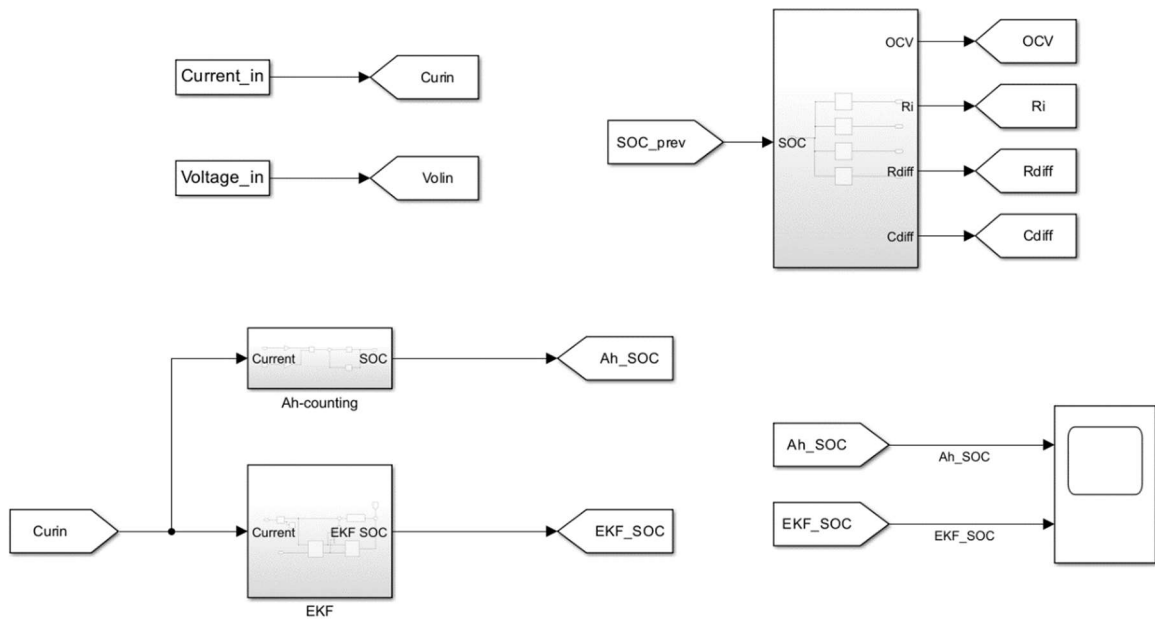 Current_in
Curin
Voltage_in
Volin
SOC_prev
SOC
OCV
Ri
Rdiff
Cdiff
OCV
Ri
Rdiff
Cdiff
Current
SOC
Ah-counting
Ah_SOC
Curin
Current
EKF SOC
EKF
EKF_SOC
Ah_SOC
Ah_SOC
EKF_SOC
EKF_SOC